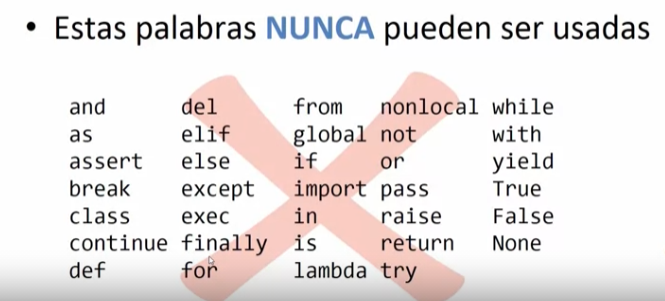 • Estas palabras NUNCA pueden ser usadas
and del from nonlocal while
as elif global not with
assert else if or yield
break except import pass True
class exec in raise False
continue finally is return None
def for lambda try